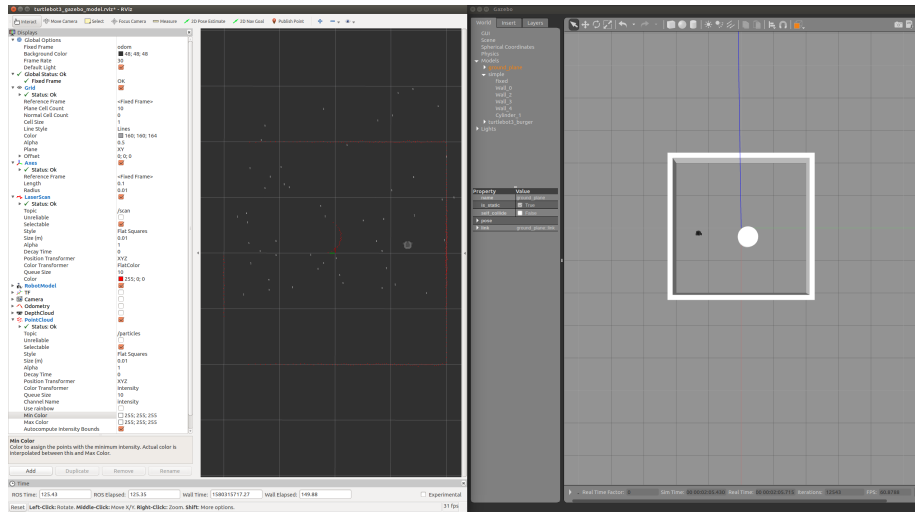 turtlebot3_gazebo_model.rviz* - RViz
Interact Move Camera Select Focus Camera Measure 2D Pose Estimate 2D Nav Goal Publish Point
Displays
Global Options
Fixed Frame odom
Background Color 48; 48; 48
Frame Rate 30
Default Light
Global Status: Ok
Fixed Frame OK
Grid
Status: Ok
Reference Frame <Fixed Frame>
Plane Cell Count 10
Normal Cell Count 0
Cell Size 1
Line Style Lines
Color 160; 160; 164
Alpha 0.5
Plane XY
Offset 0; 0; 0
Axes
Status: Ok
Reference Frame <Fixed Frame>
Length 0.1
Radius 0.01
LaserScan
Status: Ok
Topic /scan
Unreliable
Selectable
Style Flat Squares
Size (m) 0.01
Alpha 1
Decay Time 0
Position Transformer XYZ
Color Transformer FlatColor
Queue Size 10
Color 255; 0; 0
RobotModel
TF
Camera
Odometry
DepthCloud
PointCloud
Status: Ok
Topic /particles
Unreliable
Selectable
Style Flat Squares
Size (m) 0.01
Alpha 1
Decay Time 0
Position Transformer XYZ
Color Transformer Intensity
Queue Size 10
Channel Name intensity
Use rainbow
Min Color 255; 255; 255
Max Color 255; 255; 255
Autocompute Intensity Bounds
Min Color
Color to assign the points with the minimum intensity. Actual color is
interpolated between this and Max Color.
Add Duplicate Remove Rename
Time
ROS Time: 125.43 ROS Elapsed: 125.35 Wall Time: 1580315717.27 Wall Elapsed: 149.88 Experimental
Reset Left-Click: Rotate. Middle-Click: Move X/Y. Right-Click: Zoom. Shift: More options. 31 fps
Gazebo
World Insert Layers
GUI
Scene
Spherical Coordinates
Physics
Models
ground_plane
simple
fixed
Wall_0
Wall_2
Wall_3
Wall_4
Cylinder_1
turtlebot3_burger
Lights
Property Value
name ground_plane
is_static True
self_collide False
pose
link ground_plane::link
Real Time Factor: Sim Time: Real Time: Iterations: FPS: